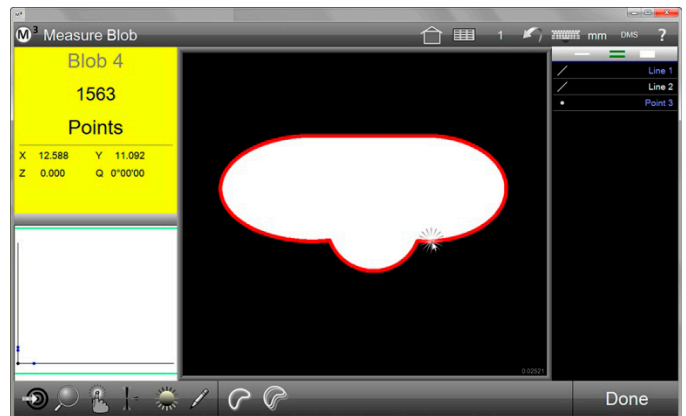 M³ Measure Blob
1 mm DMS ?
Blob 4
1563
Points
X 12.588 Y 11.092
Z 0.000 Q 0°00'00
Line 1
Line 2
Point 3
0.02521
Done